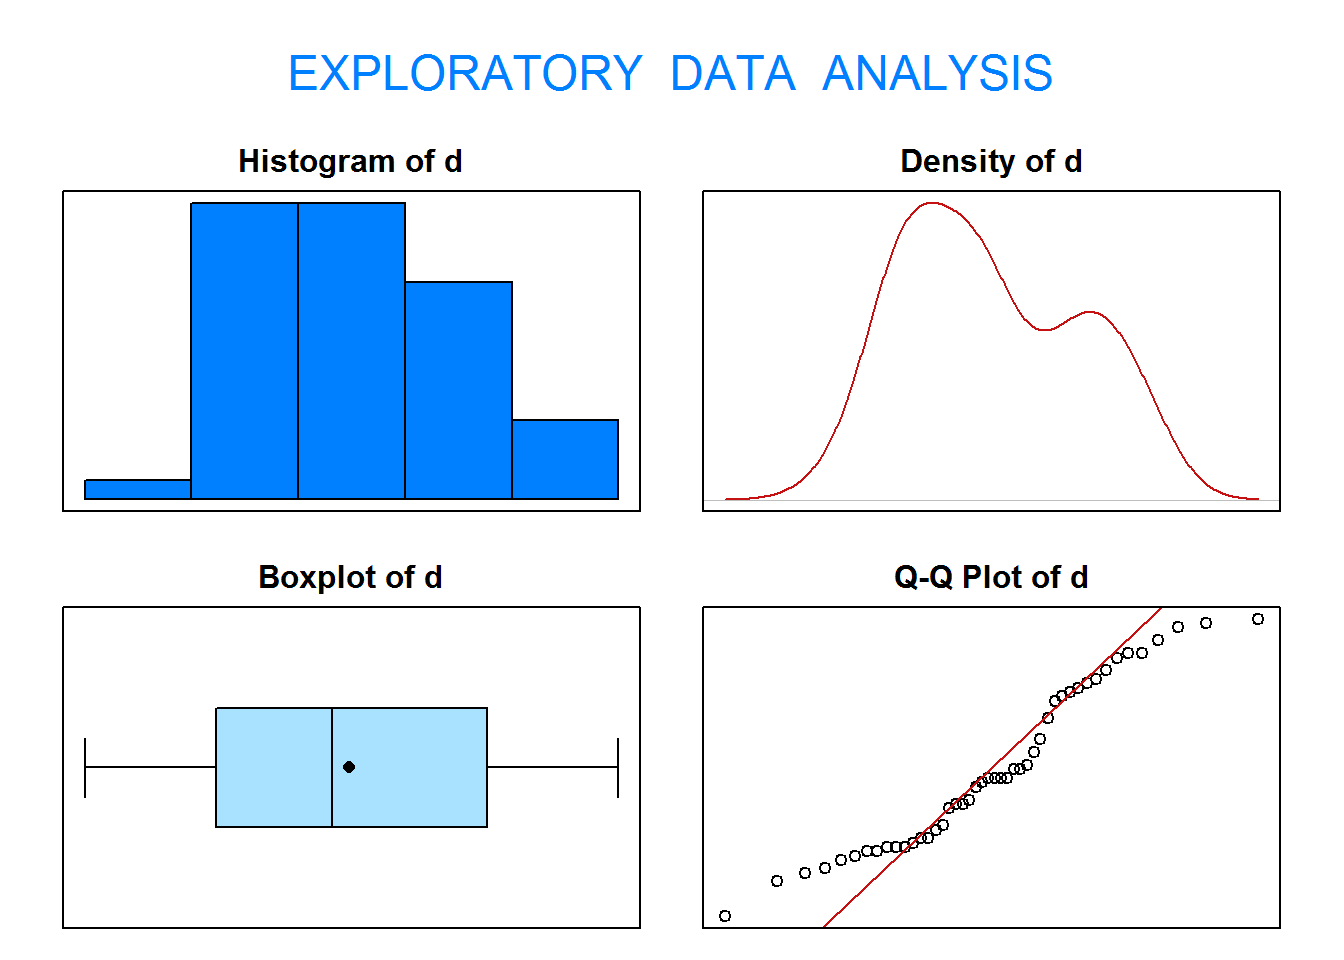 EXPLORATORY DATA ANALYSIS
Histogram of d
Density of d
Boxplot of d
Q-Q Plot of d